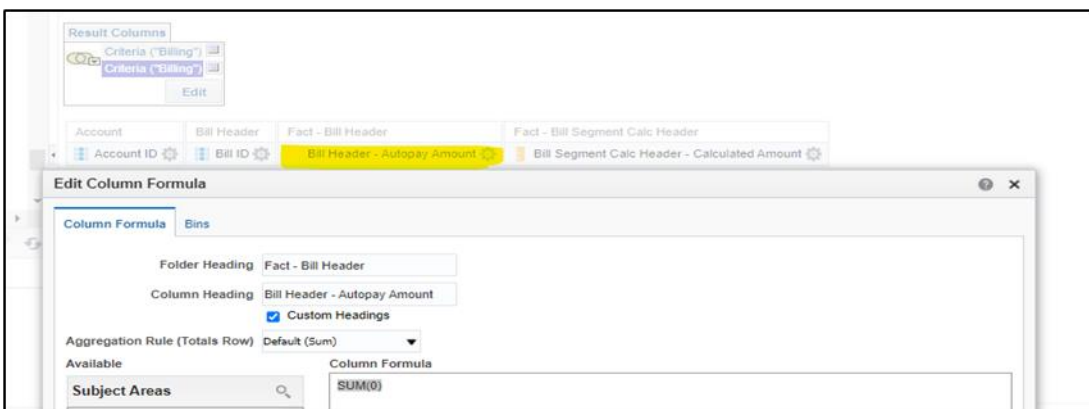 Result Columns
Criteria ("Billing")
Criteria ("Billing")
Edit
Account Bill Header Fact - Bill Header Fact - Bill Segment Calc Header
Account ID Bill ID Bill Header - Autopay Amount Bill Segment Calc Header - Calculated Amount
Edit Column Formula
Column Formula Bins
Folder Heading Fact - Bill Header
Column Heading Bill Header - Autopay Amount
Custom Headings
Aggregation Rule (Totals Row) Default (Sum)
Available Column Formula
Subject Areas SUM(0)